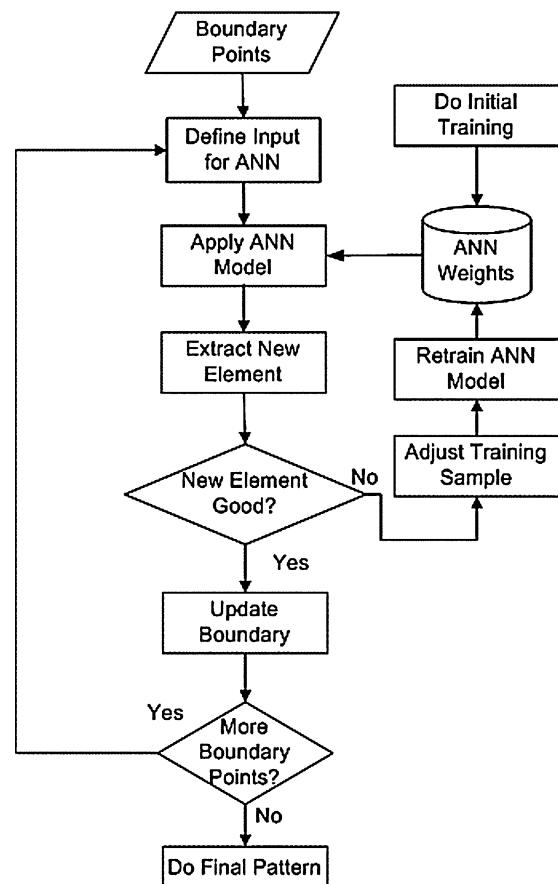 Boundary
Points
Do Initial
Training
Define Input
for ANN
Apply ANN
Model
ANN
Weights
Extract New
Element
Retrain ANN
Model
New Element
Good?
No
Adjust Training
Sample
Yes
Update
Boundary
Yes
More
Boundary
Points?
No
Do Final Pattern